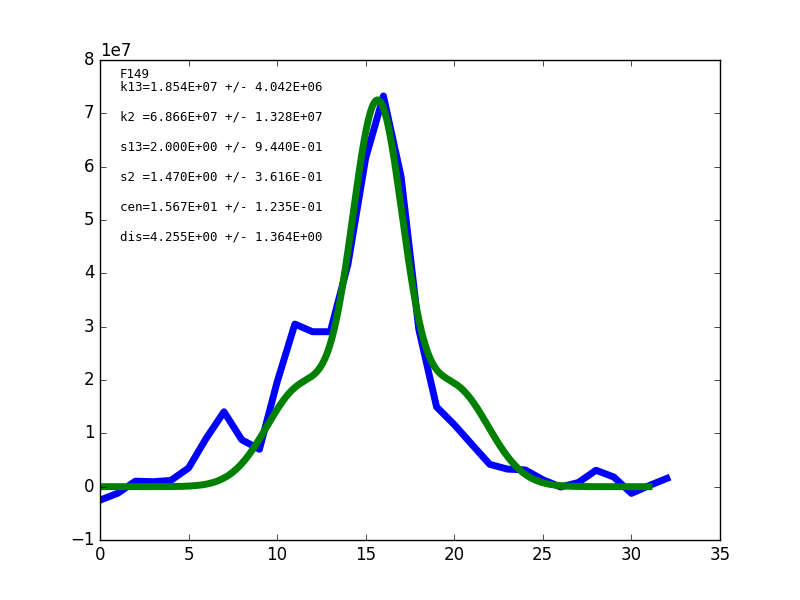 1e7
F149
k13=1.854E+07 +/- 4.042E+06
k2 =6.866E+07 +/- 1.328E+07
s13=2.000E+00 +/- 9.440E-01
s2 =1.470E+00 +/- 3.616E-01
cen=1.567E+01 +/- 1.235E-01
dis=4.255E+00 +/- 1.364E+00
8
7
6
5
4
3
2
1
0
−1
0 5 10 15 20 25 30 35